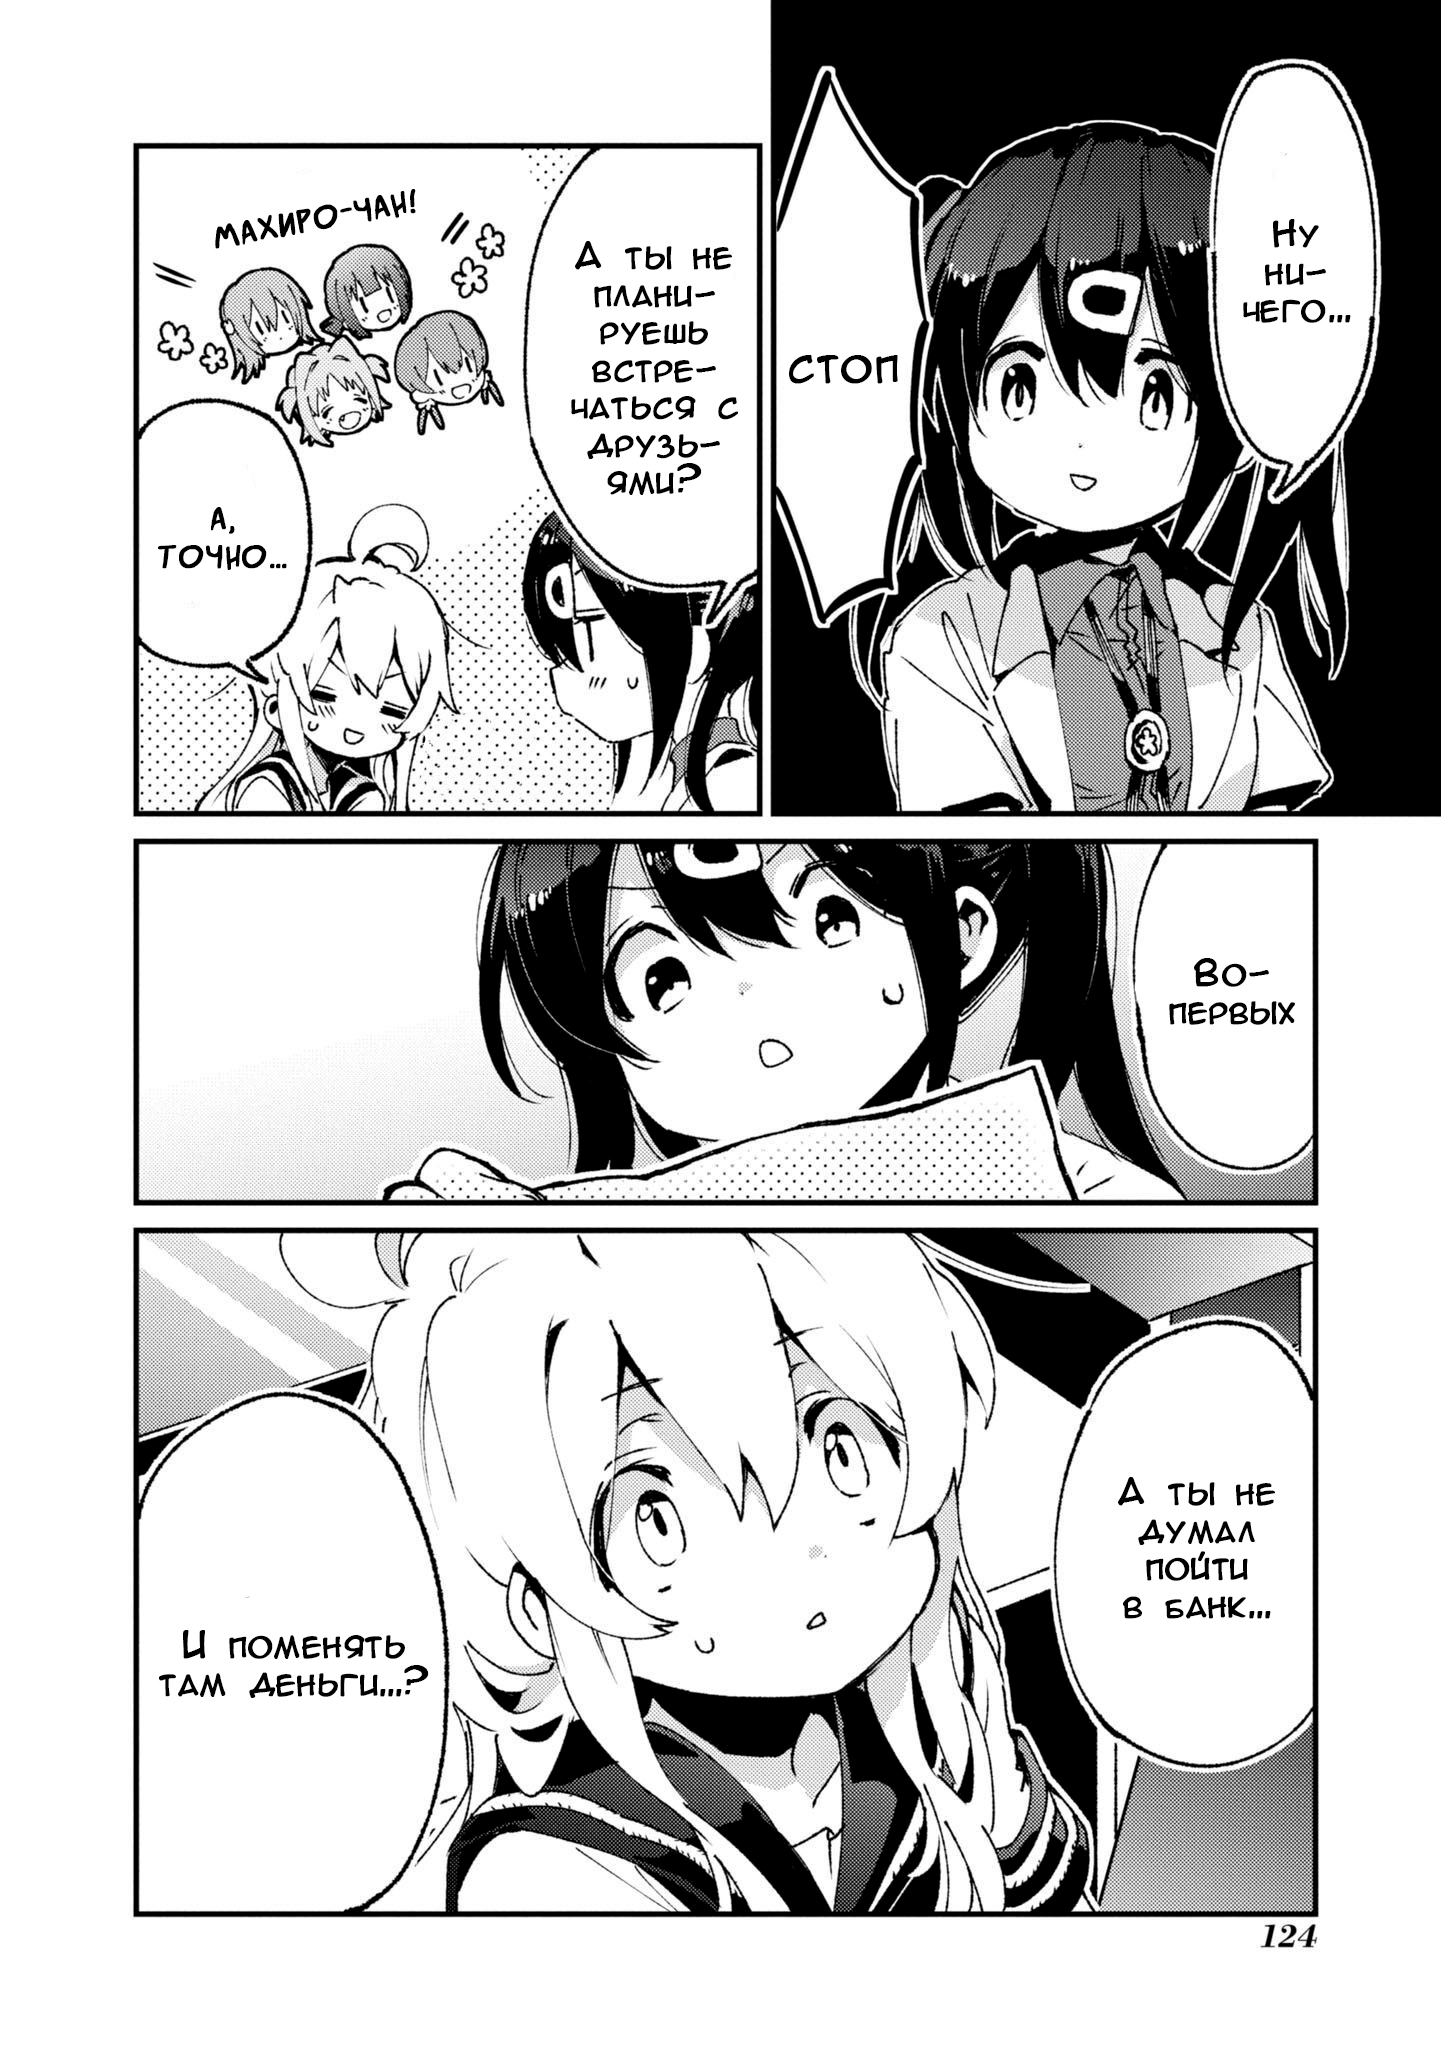 Ну
ни-
чего...
стоп
А ты не
плани-
руешь
встре-
чаться с
друзь-
ями?
Махиро-чан!
А,
точно...
Во-
первых
А ты не
думал
пойти
в банк...
И поменять
там деньги...?
124